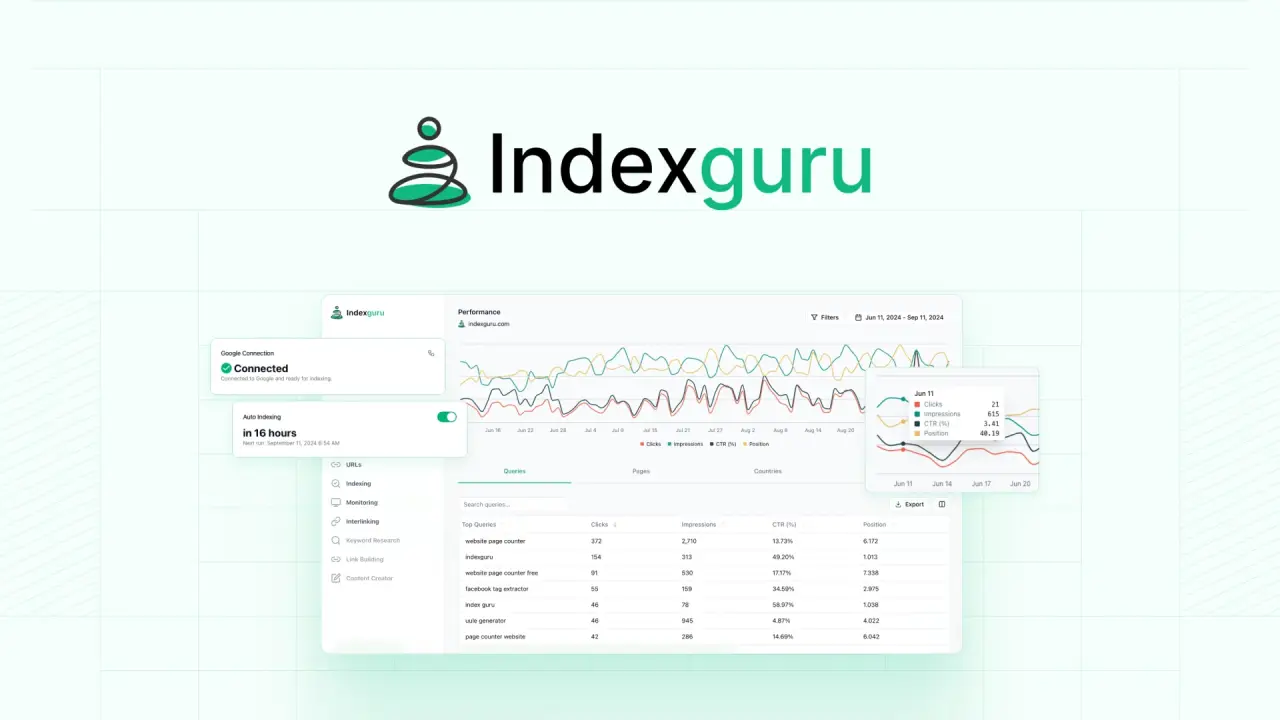 Indexguru
Indexguru
Performance
indexguru.com
Filters
Jun 11, 2024 - Sep 11, 2024
Google Connection
Connected
Connected to Google and ready for indexing.
Auto Indexing
in 16 hours
Next run: September 11, 2024 8:54 AM
URLs
Indexing
Monitoring
Interlinking
Keyword Research
Link Building
Content Creator
Jun 18 Jun 23 Jun 28 Jul 4 Jul 9 Jul 15 Jul 21 Jul 27 Aug 2 Aug 8 Aug 14 Aug 20
Clicks Impressions CTR (%) Position
Jun 11
Clicks 21
Impressions 615
CTR (%) 3.41
Position 40.19
Jun 11 Jun 14 Jun 17 Jun 20
Queries Pages Countries
Search queries...
Export
Top Queries Clicks Impressions CTR (%) Position
website page counter 372 2,710 13.73% 6.172
indexguru 154 313 49.20% 1.013
website page counter free 91 530 17.17% 7.338
facebook tag extractor 55 159 34.59% 2.975
index guru 46 78 58.97% 1.038
uule generator 46 945 4.87% 4.022
page counter website 42 286 14.69% 6.042